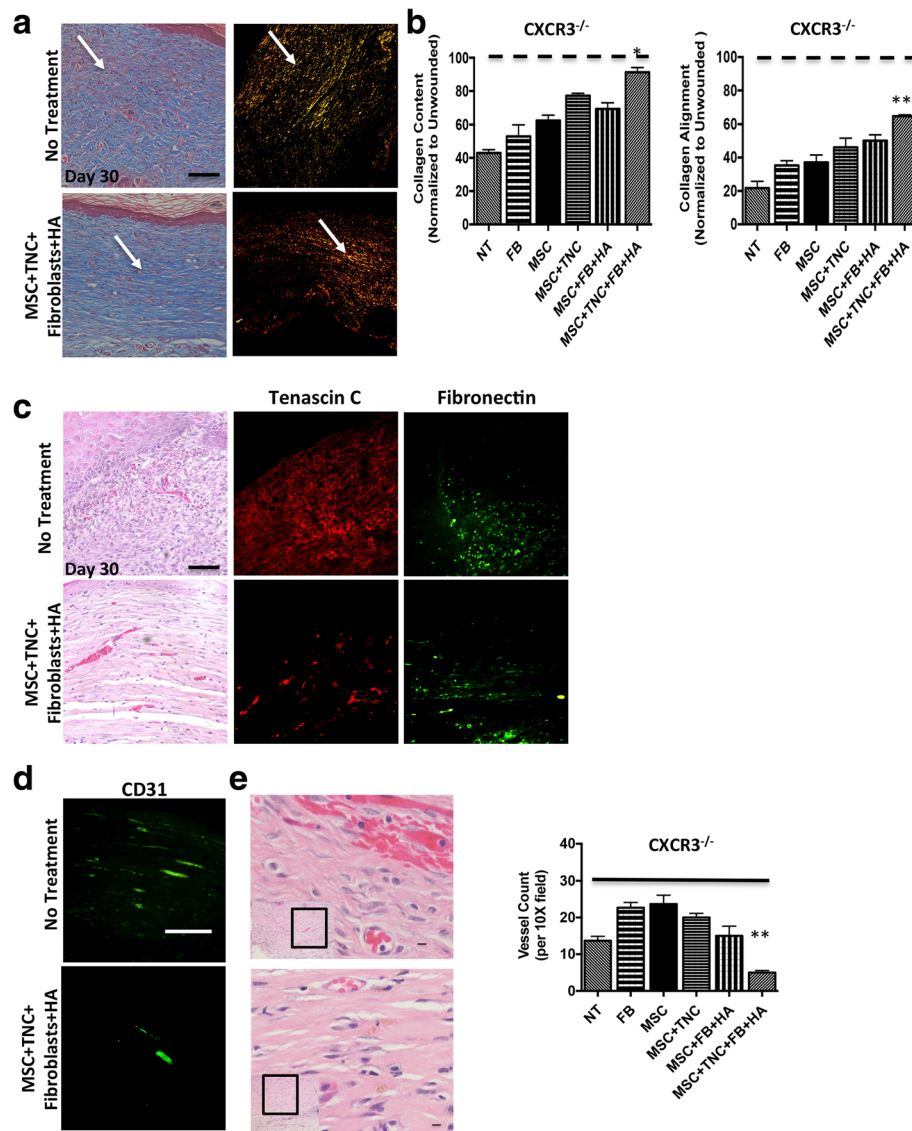 a
No Treatment
Day 30
MSC+TNC+
Fibroblasts+HA
b
CXCR3-/-
Collagen Content
(Normalized to Unwounded)
100
80
60
40
20
0
*
NT
FB
MSC
MSC+TNC
MSC+FB+HA
MSC+TNC+FB+HA
CXCR3-/-
Collagen Alignment
(Normalized to Unwounded )
100
80
60
40
20
0
**
NT
FB
MSC
MSC+TNC
MSC+FB+HA
MSC+TNC+FB+HA
c
Tenascin C
Fibronectin
No Treatment
Day 30
MSC+TNC+
Fibroblasts+HA
d
CD31
No Treatment
MSC+TNC+
Fibroblasts+HA
e
CXCR3-/-
Vessel Count
(per 10X field)
40
30
20
10
0
**
NT
FB
MSC
MSC+TNC
MSC+FB+HA
MSC+TNC+FB+HA